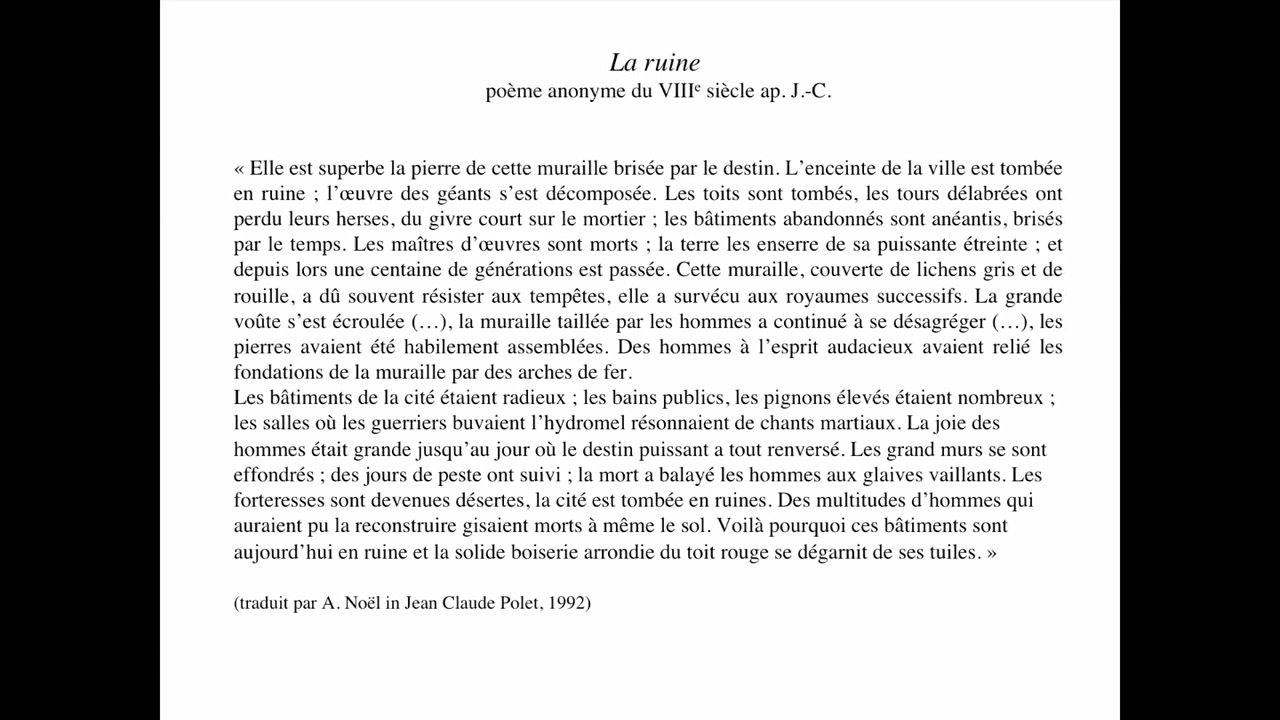 La ruine
poème anonyme du VIIIe siècle ap. J.-C.
« Elle est superbe la pierre de cette muraille brisée par le destin. L’enceinte de la ville est tombée
en ruine ; l’œuvre des géants s’est décomposée. Les toits sont tombés, les tours délabrées ont
perdu leurs herses, du givre court sur le mortier ; les bâtiments abandonnés sont anéantis, brisés
par le temps. Les maîtres d’œuvres sont morts ; la terre les enserre de sa puissante étreinte ; et
depuis lors une centaine de générations est passée. Cette muraille, couverte de lichens gris et de
rouille, a dû souvent résister aux tempêtes, elle a survécu aux royaumes successifs. La grande
voûte s’est écroulée (…), la muraille taillée par les hommes a continué à se désagréger (…), les
pierres avaient été habilement assemblées. Des hommes à l’esprit audacieux avaient relié les
fondations de la muraille par des arches de fer.
Les bâtiments de la cité étaient radieux ; les bains publics, les pignons élevés étaient nombreux ;
les salles où les guerriers buvaient l’hydromel résonnaient de chants martiaux. La joie des
hommes était grande jusqu’au jour où le destin puissant a tout renversé. Les grand murs se sont
effondrés ; des jours de peste ont suivi ; la mort a balayé les hommes aux glaives vaillants. Les
forteresses sont devenues désertes, la cité est tombée en ruines. Des multitudes d’hommes qui
auraient pu la reconstruire gisaient morts à même le sol. Voilà pourquoi ces bâtiments sont
aujourd’hui en ruine et la solide boiserie arrondie du toit rouge se dégarnit de ses tuiles. »
(traduit par A. Noël in Jean Claude Polet, 1992)